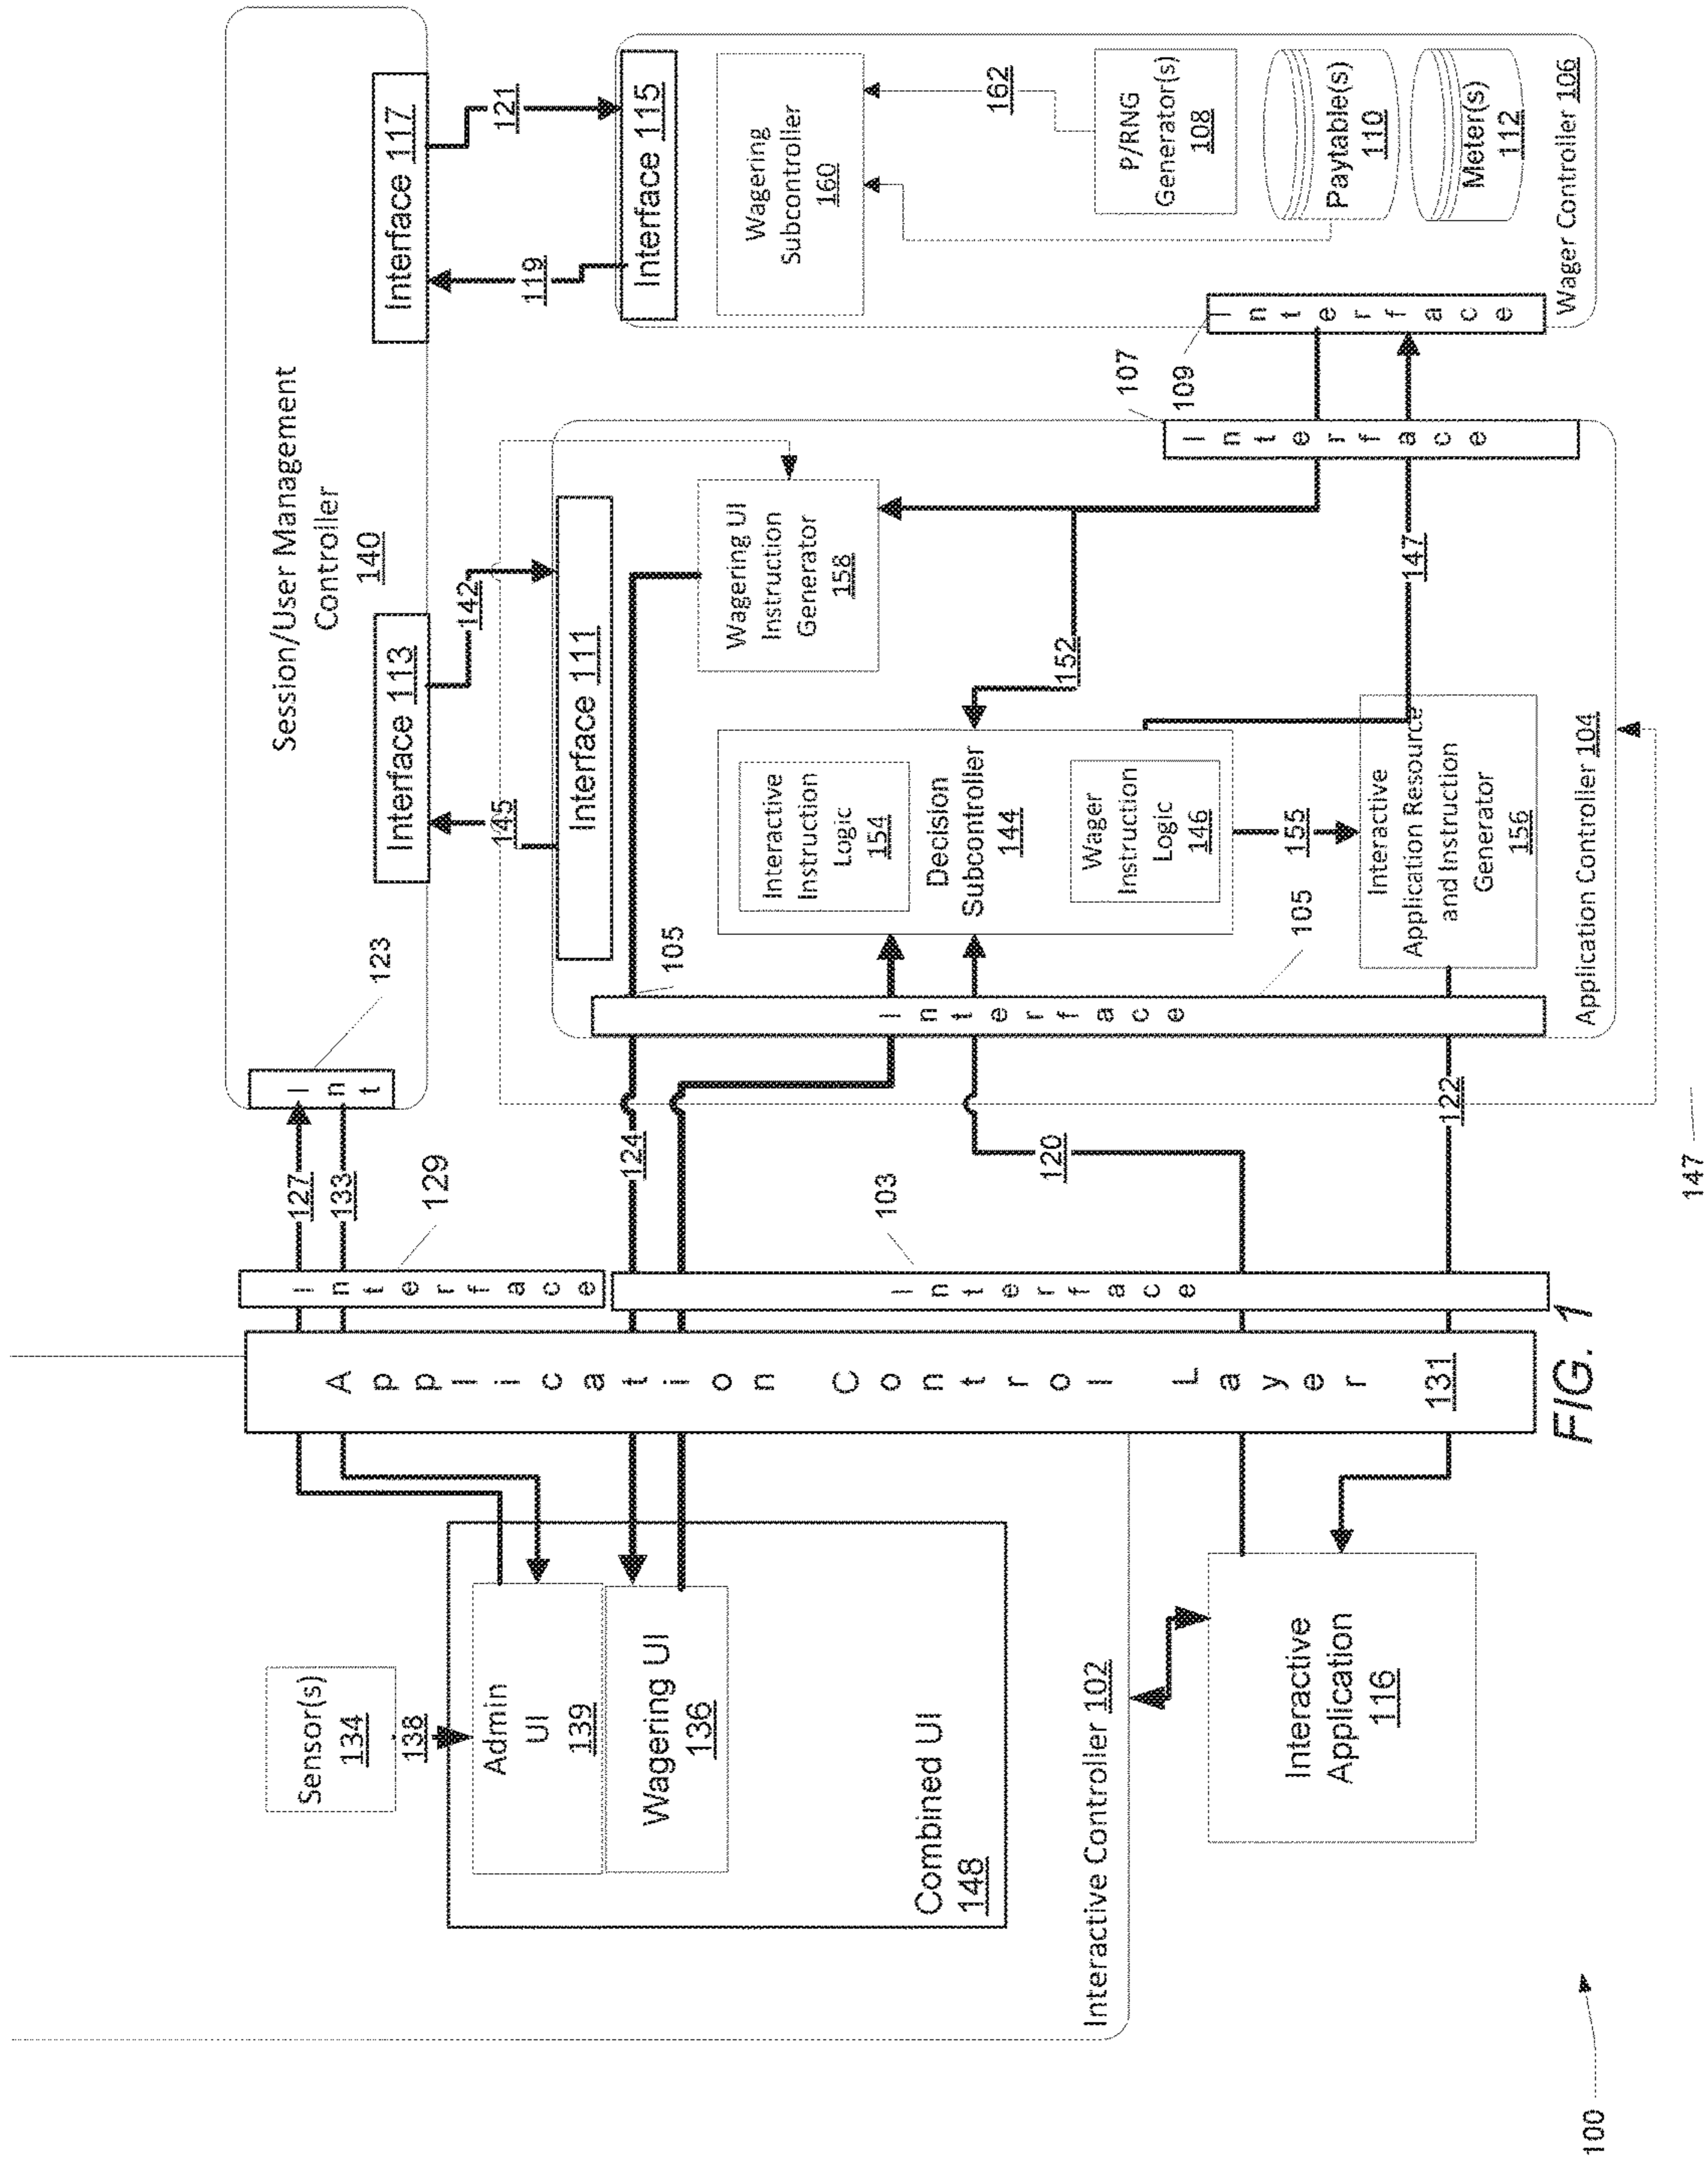 Session/User Management
Controller
140
Int
123
Interface 113
Interface 117
127
133
129
145
142
119
121
Interface 111
Interface 115
Sensor(s)
134
138
Admin
UI
139
Wagering UI
136
Combined UI
148
Interactive Controller 102
Interactive
Application
116
Application Control Layer
131
Interface
Interface
103
124
120
122
105
105
Interface
Interactive
Instruction
Logic
154
Decision
Subcontroller
144
Wager
Instruction
Logic
146
155
Interactive
Application Resource
and Instruction
Generator
156
Wagering UI
Instruction
Generator
158
152
147
Application Controller 104
107
109
Interface
Interface
Wagering
Subcontroller
160
162
P/RNG
Generator(s)
108
Paytable(s)
110
Meter(s)
112
Wager Controller 106
147
100
FIG. 1